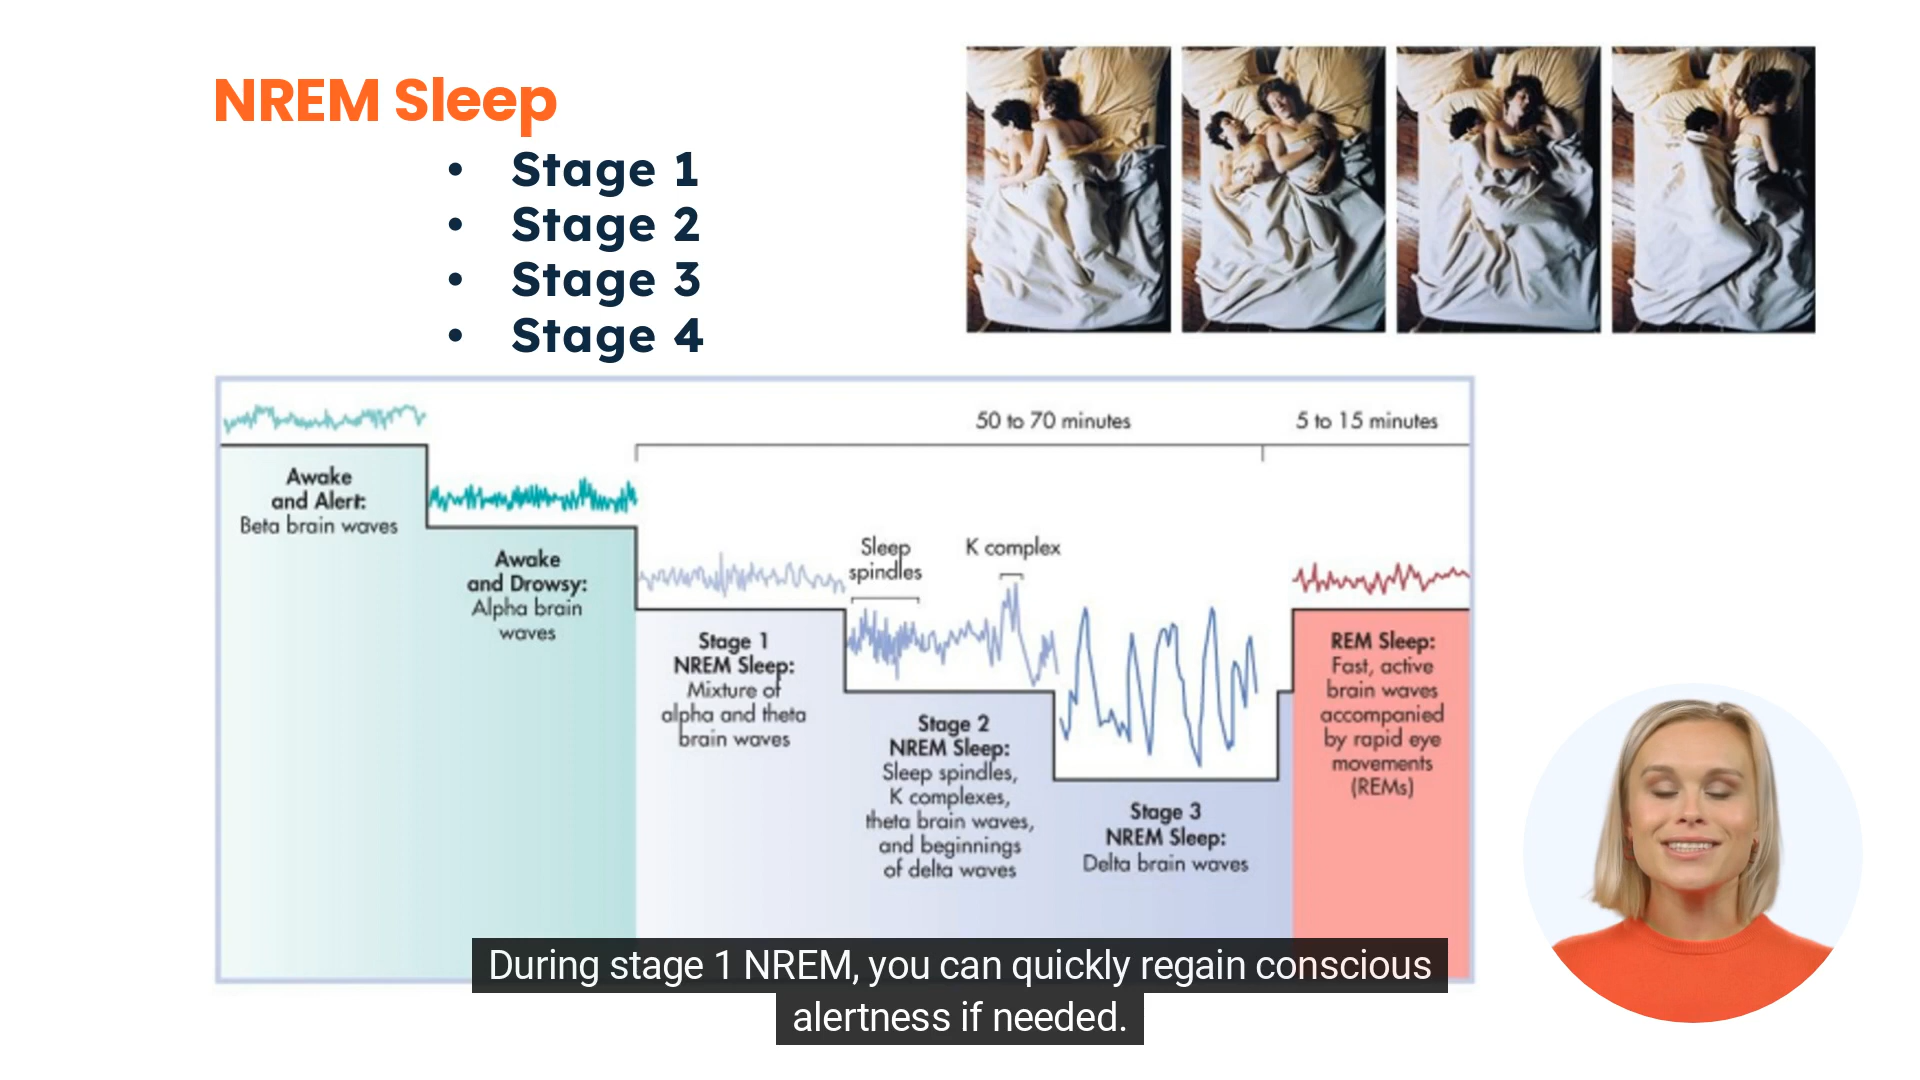 NREM Sleep
• Stage 1
• Stage 2
• Stage 3
• Stage 4
50 to 70 minutes
5 to 15 minutes
Awake
and Alert:
Beta brain waves
Awake
and Drowsy:
Alpha brain
waves
Sleep
spindles
K complex
Stage 1
NREM Sleep:
Mixture of
alpha and theta
brain waves
Stage 2
NREM Sleep:
Sleep spindles,
K complexes,
theta brain waves,
and beginnings
of delta waves
Stage 3
NREM Sleep:
Delta brain waves
REM Sleep:
Fast, active
brain waves
accompanied
by rapid eye
movements
(REMs)
During stage 1 NREM, you can quickly regain conscious
alertness if needed.